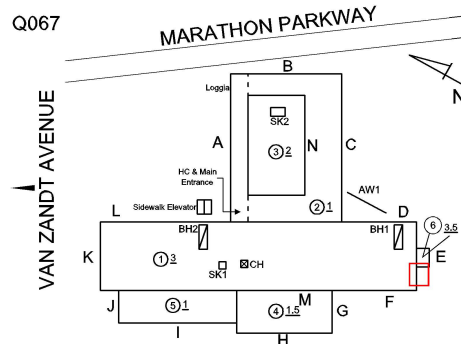 Q067
MARATHON PARKWAY
VAN ZANDT AVENUE
N
B
Loggia
SK2
A
3 2
N
C
HC & Main
Entrance
AW1
Sidewalk Elevator
2 1
L
D
BH2
BH1
6
3.5
K
1 3
SK1
CH
E
J
5 1
M
4 1.5
G
F
I
H